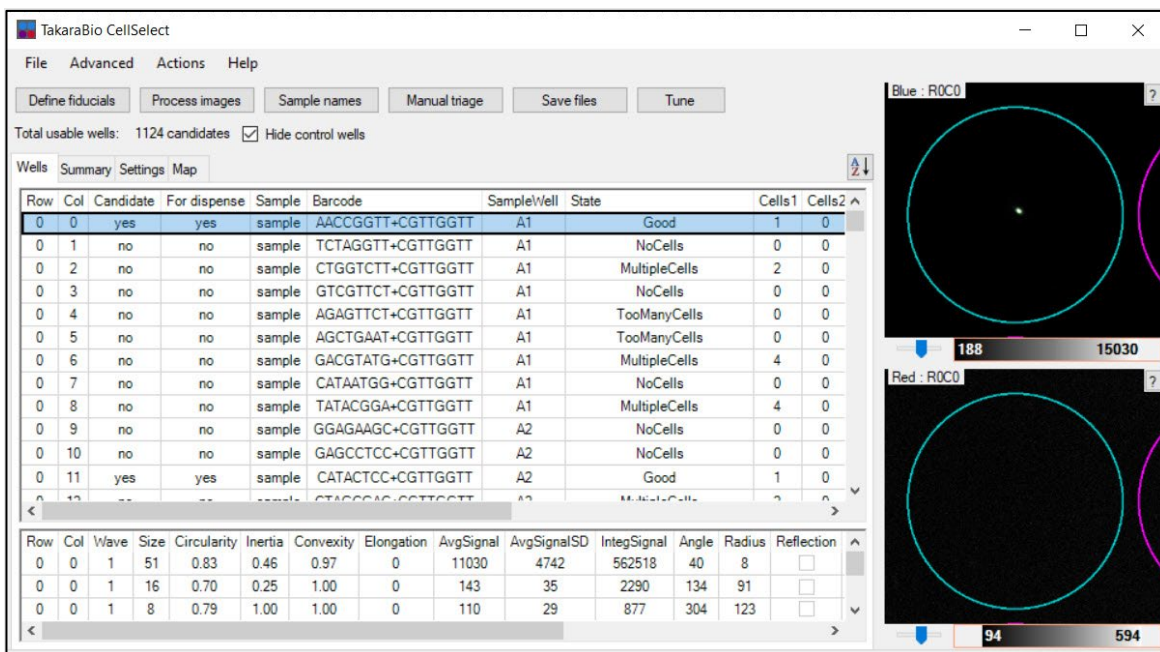 TakaraBio CellSelect
File Advanced Actions Help
Define fiducials Process images Sample names Manual triage Save files Tune
Total usable wells: 1124 candidates Hide control wells
Wells Summary Settings Map
Row Col Candidate For dispense Sample Barcode SampleWell State Cells1 Cells2
0 0 yes yes sample AACCGGTT+CGTTGGTT A1 Good 1 0
0 1 no no sample TCTAGGTT+CGTTGGTT A1 NoCells 0 0
0 2 no no sample CTGGTCTT+CGTTGGTT A1 MultipleCells 2 0
0 3 no no sample GTCGTTCT+CGTTGGTT A1 NoCells 0 0
0 4 no no sample AGAGTTCT+CGTTGGTT A1 TooManyCells 0 0
0 5 no no sample AGCTGAAT+CGTTGGTT A1 TooManyCells 0 0
0 6 no no sample GACGTATG+CGTTGGTT A1 MultipleCells 4 0
0 7 no no sample CATAATGG+CGTTGGTT A1 NoCells 0 0
0 8 no no sample TATACGGA+CGTTGGTT A1 MultipleCells 4 0
0 9 no no sample GGAGAAGC+CGTTGGTT A2 NoCells 0 0
0 10 no no sample GAGCCTCC+CGTTGGTT A2 NoCells 0 0
0 11 yes yes sample CATACTCC+CGTTGGTT A2 Good 1 0
Row Col Wave Size Circularity Inertia Convexity Elongation AvgSignal AvgSignalSD IntegSignal Angle Radius Reflection
0 0 1 51 0.83 0.46 0.97 0 11030 4742 562518 40 8
0 0 1 16 0.70 0.25 1.00 0 143 35 2290 134 91
0 0 1 8 0.79 1.00 1.00 0 110 29 877 304 123
Blue : R0C0 ?
188 15030
Red : R0C0 ?
94 594